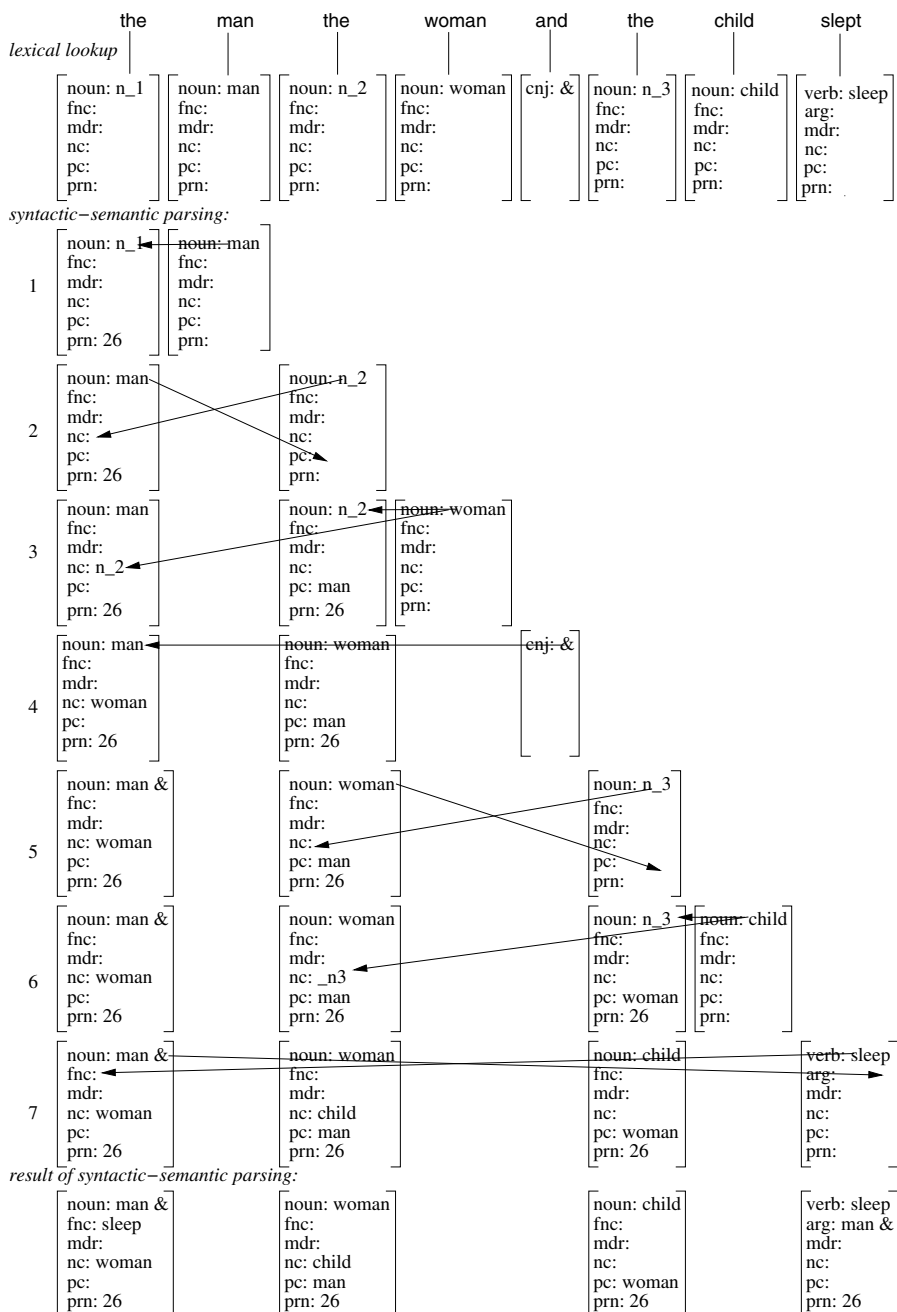 the man the woman and the child slept
lexical lookup
noun: n_1 noun: man noun: n_2 noun: woman cnj: & noun: n_3 noun: child verb: sleep
fnc: fnc: fnc: fnc: fnc: fnc: arg:
mdr: mdr: mdr: mdr: mdr: mdr: mdr:
nc: nc: nc: nc: nc: nc: nc:
pc: pc: pc: pc: pc: pc: pc:
prn: prn: prn: prn: prn: prn: prn:
syntactic−semantic parsing:
noun: n_1 noun: man
fnc: fnc:
mdr: mdr:
1 nc: nc:
pc: pc:
prn: 26 prn:
noun: man noun: n_2
fnc: fnc:
mdr: mdr:
2 nc: nc:
pc: pc:
prn: 26 prn:
noun: man noun: n_2 noun: woman
fnc: fnc: fnc:
mdr: mdr: mdr:
3 nc: n_2 nc: nc:
pc: pc: man pc:
prn: 26 prn: 26 prn:
noun: man noun: woman cnj: &
fnc: fnc:
mdr: mdr:
4 nc: woman nc:
pc: pc: man
prn: 26 prn: 26
noun: man & noun: woman noun: n_3
fnc: fnc: fnc:
mdr: mdr: mdr:
5 nc: woman nc: nc:
pc: pc: man pc:
prn: 26 prn: 26 prn:
noun: man & noun: woman noun: n_3 noun: child
fnc: fnc: fnc: fnc:
mdr: mdr: mdr: mdr:
6 nc: woman nc: _n3 nc: nc:
pc: pc: man pc: woman pc:
prn: 26 prn: 26 prn: 26 prn:
noun: man & noun: woman noun: child verb: sleep
fnc: fnc: fnc: arg:
mdr: mdr: mdr: mdr:
7 nc: woman nc: child nc: nc:
pc: pc: man pc: woman pc:
prn: 26 prn: 26 prn: 26 prn:
result of syntactic−semantic parsing:
noun: man & noun: woman noun: child verb: sleep
fnc: sleep fnc: fnc: arg: man &
mdr: mdr: mdr: mdr:
nc: woman nc: child nc: nc:
pc: pc: man pc: woman pc:
prn: 26 prn: 26 prn: 26 prn: 26